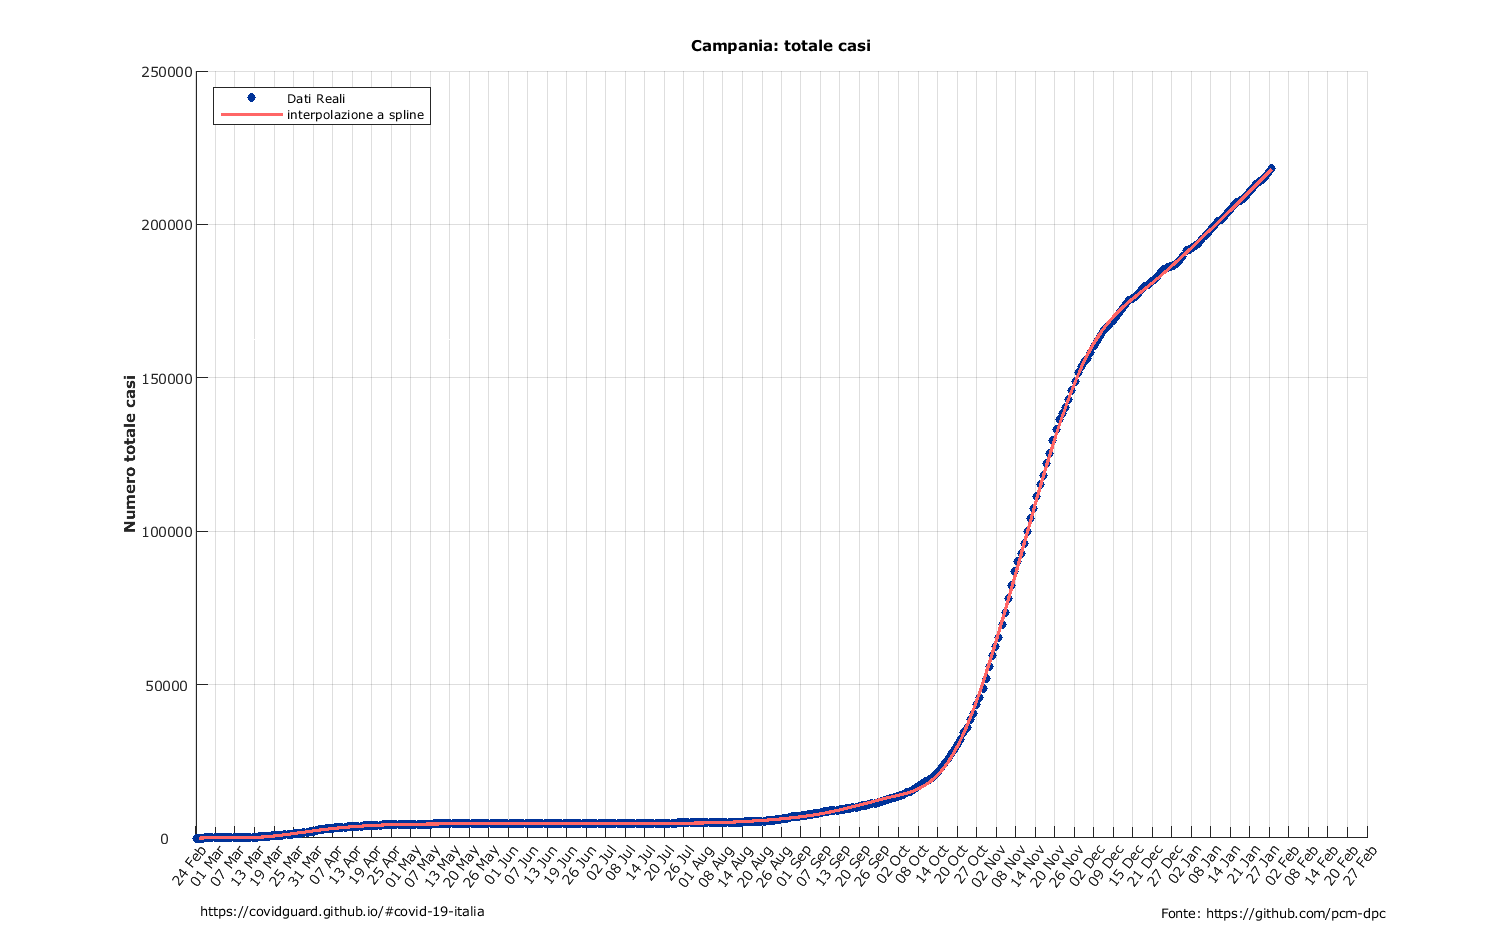 Campania: totale casi
250000
200000
150000
100000
50000
0
Numero totale casi
Dati Reali
interpolazione a spline
24 Feb
01 Mar
07 Mar
13 Mar
19 Mar
25 Mar
31 Mar
07 Apr
13 Apr
19 Apr
25 Apr
01 May
07 May
13 May
20 May
26 May
01 Jun
07 Jun
13 Jun
19 Jun
26 Jun
02 Jul
08 Jul
14 Jul
20 Jul
26 Jul
01 Aug
08 Aug
14 Aug
20 Aug
26 Aug
01 Sep
07 Sep
13 Sep
20 Sep
26 Sep
02 Oct
08 Oct
14 Oct
20 Oct
27 Oct
02 Nov
08 Nov
14 Nov
20 Nov
26 Nov
02 Dec
09 Dec
15 Dec
21 Dec
27 Dec
02 Jan
08 Jan
14 Jan
21 Jan
27 Jan
02 Feb
08 Feb
14 Feb
20 Feb
27 Feb
https://covidguard.github.io/#covid-19-italia
Fonte: https://github.com/pcm-dpc